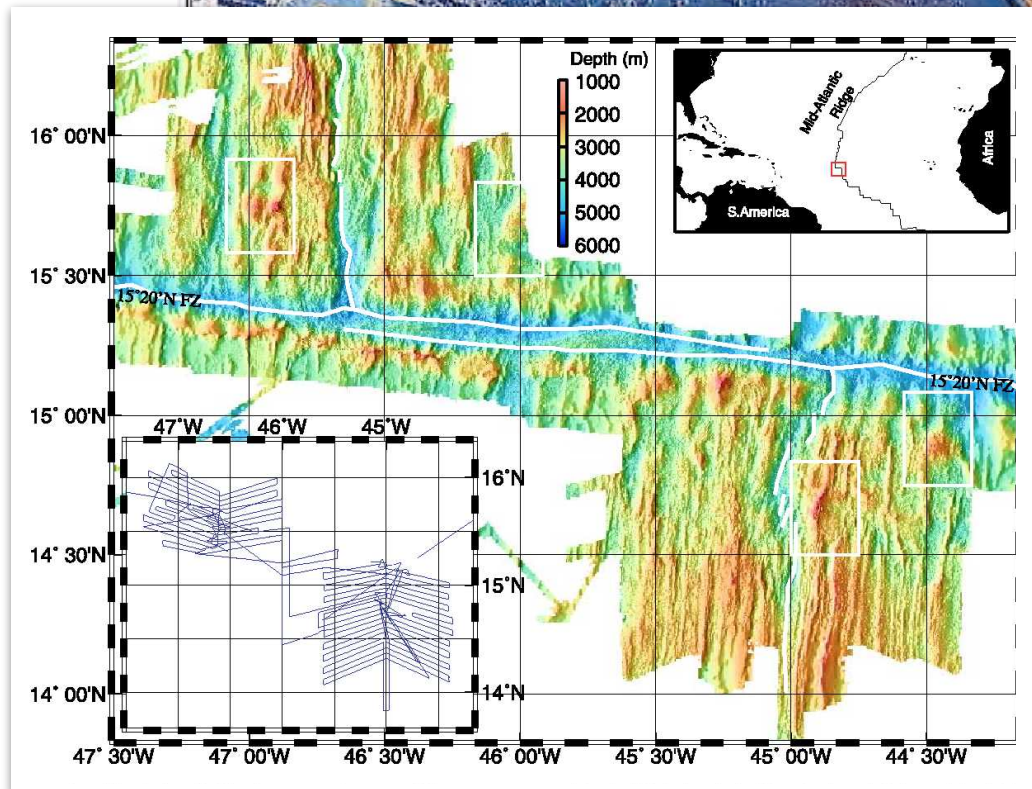 Depth (m)
1000
2000
3000
4000
5000
6000
Mid-Atlantic
Ridge
Africa
S.America
16° 00'N
15° 30'N
15° 00'N
14° 30'N
14° 00'N
15°20'N FZ
15°20'N FZ
47°W
46°W
45°W
16°N
15°N
14°N
47° 30'W
47° 00'W
46° 30'W
46° 00'W
45° 30'W
45° 00'W
44° 30'W